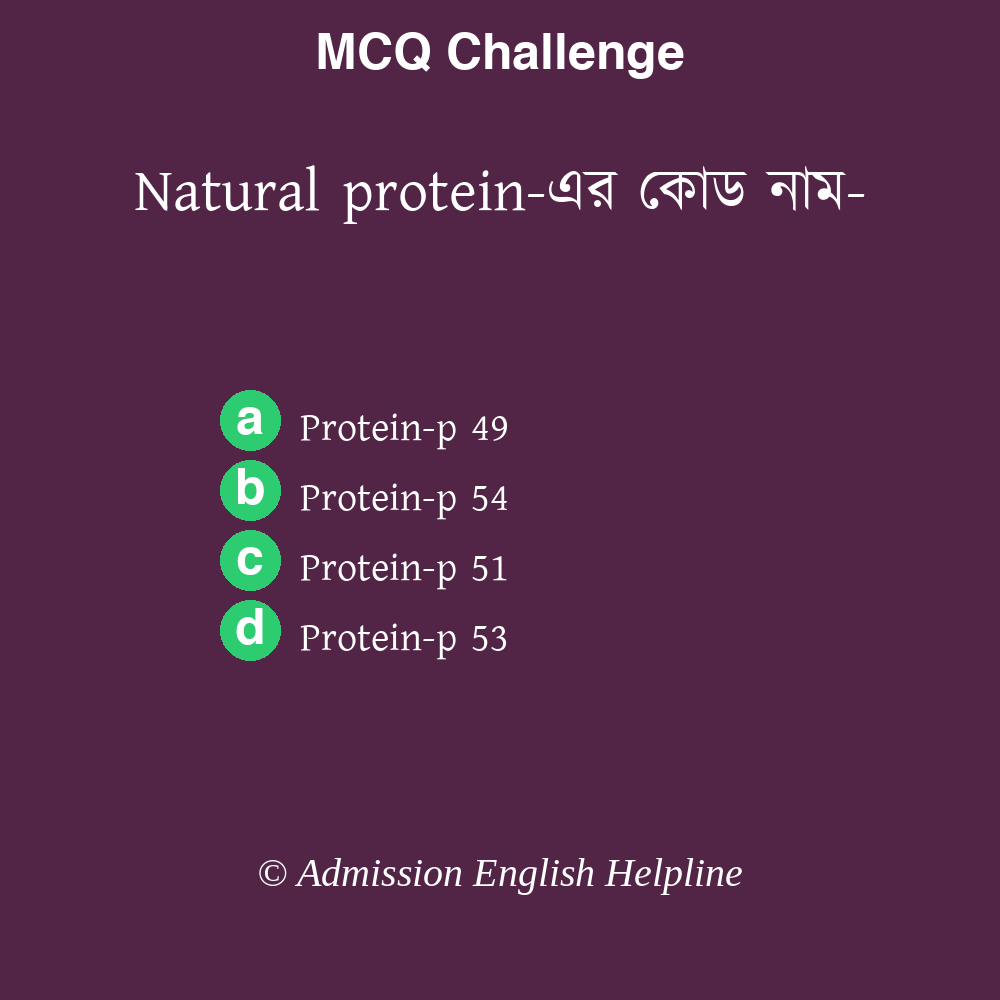 MCQ Challenge
Natural protein-এর কোড নাম-
a Protein-p 49
b Protein-p 54
c Protein-p 51
d Protein-p 53
© Admission English Helpline